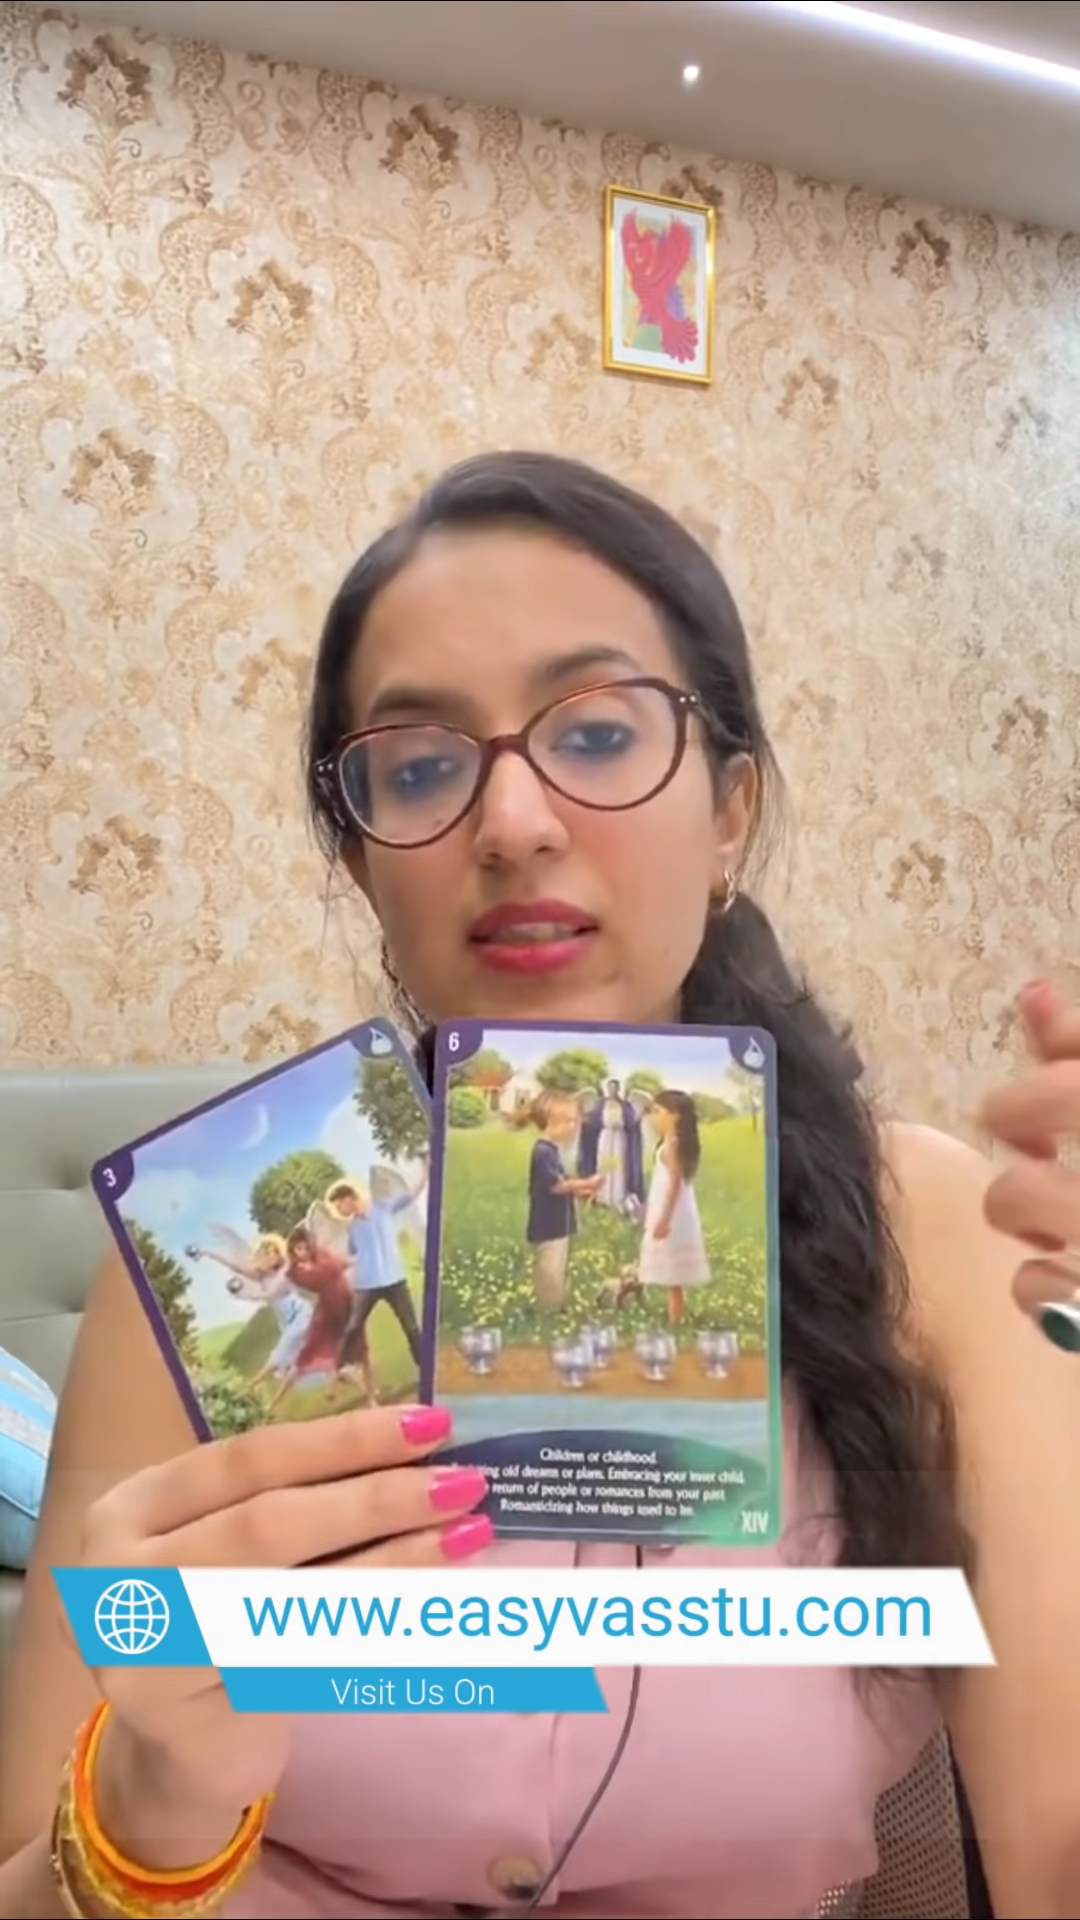 3
6
Children or childhood.
old dreams or plans. Embracing your inner child.
return of people or romances from your past
Romanticizing how things used to be.
XIV
www.easyvasstu.com
Visit Us On